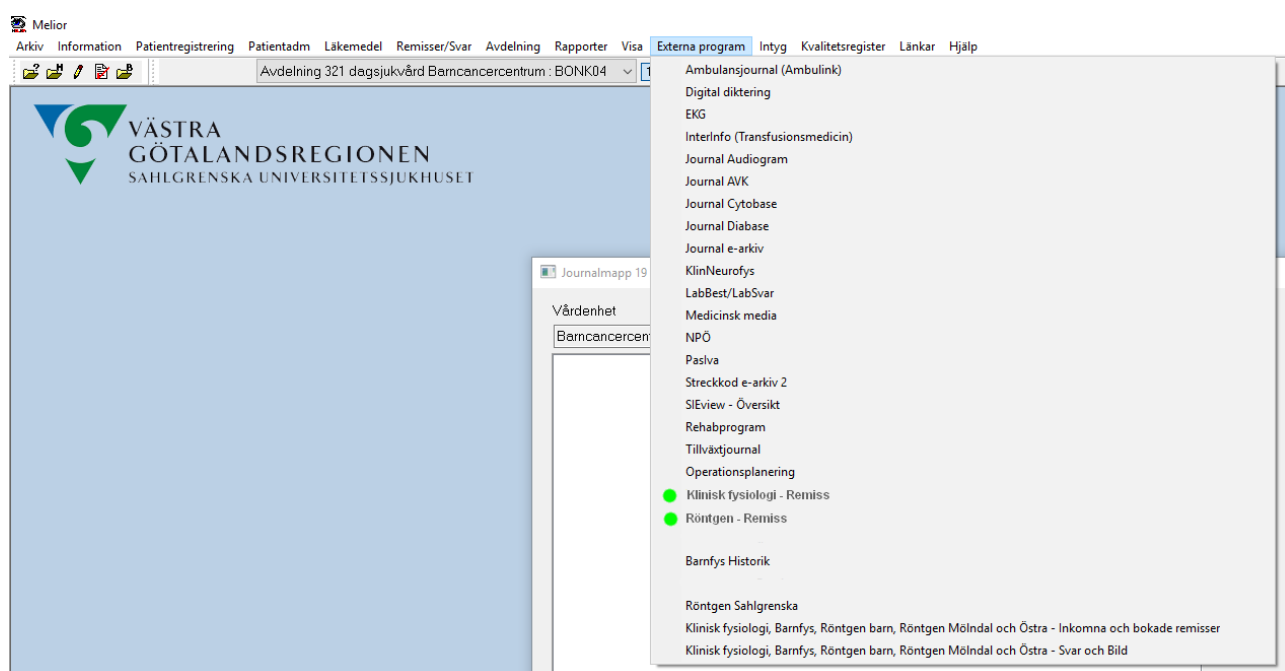 Melior
Arkiv Information Patientregistrering Patientadm Läkemedel Remisser/Svar Avdelning Rapporter Visa Externa program Intyg Kvalitetsregister Länkar Hjälp
Avdelning 321 dagsjukvård Barncancercentrum : BONK04
VÄSTRA
GÖTALANDSREGIONEN
SAHLGRENSKA UNIVERSITETSSJUKHUSET
Journalmapp 19
Vårdenhet
Barncancercen
Ambulansjournal (Ambulink)
Digital diktering
EKG
InterInfo (Transfusionsmedicin)
Journal Audiogram
Journal AVK
Journal Cytobase
Journal Diabase
Journal e-arkiv
KlinNeurofys
LabBest/LabSvar
Medicinsk media
NPÖ
Paslva
Streckkod e-arkiv 2
SIEview - Översikt
Rehabprogram
Tillväxtjournal
Operationsplanering
Klinisk fysiologi - Remiss
Röntgen - Remiss
Barnfys Historik
Röntgen Sahlgrenska
Klinisk fysiologi, Barnfys, Röntgen barn, Röntgen Mölndal och Östra - Inkomna och bokade remisser
Klinisk fysiologi, Barnfys, Röntgen barn, Röntgen Mölndal och Östra - Svar och Bild